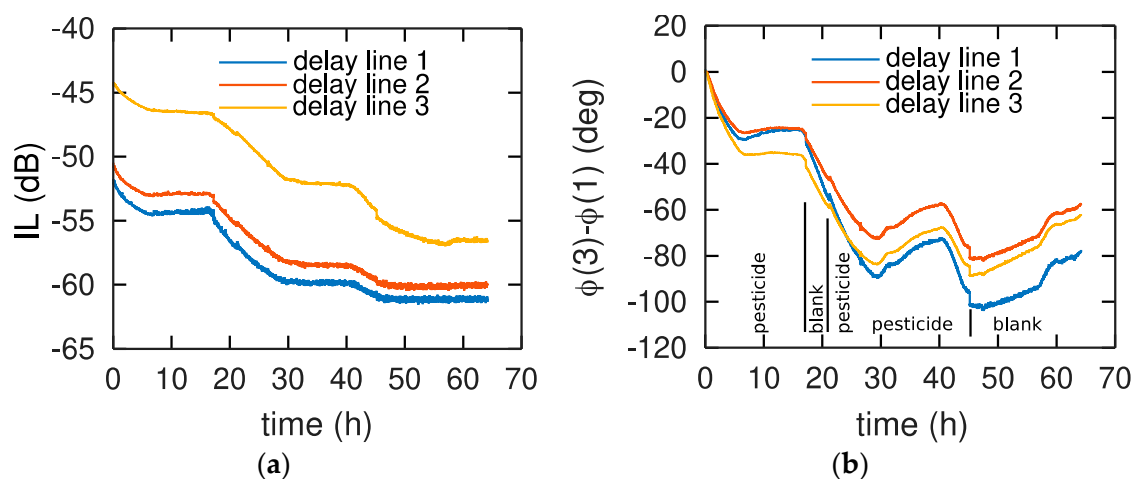 -40
-45
-50
-55
-60
-65
IL (dB)
delay line 1
delay line 2
delay line 3
0 10 20 30 40 50 60 70
time (h)
(a)
20
0
-20
-40
-60
-80
-100
-120
ϕ(3)-ϕ(1) (deg)
delay line 1
delay line 2
delay line 3
pesticide
blank
pesticide
pesticide
blank
0 10 20 30 40 50 60 70
time (h)
(b)